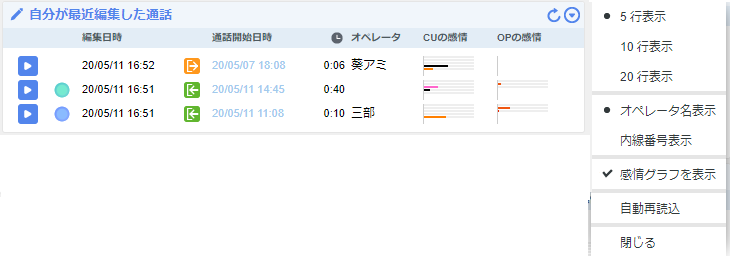 自分が最近編集した通話
編集日時 通話開始日時 オペレータ CUの感情 OPの感情
20/05/11 16:52 20/05/07 18:08 0:06 葵アミ
20/05/11 16:51 20/05/11 14:45 0:40
20/05/11 16:51 20/05/11 11:08 0:10 三部
5 行表示
10 行表示
20 行表示
オペレータ名表示
内線番号表示
感情グラフを表示
自動再読込
閉じる